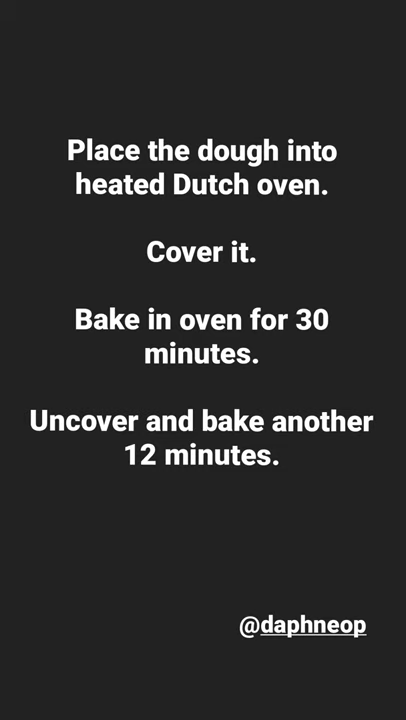 Place the dough into
heated Dutch oven.
Cover it.
Bake in oven for 30
minutes.
Uncover and bake another
12 minutes.
@daphneop